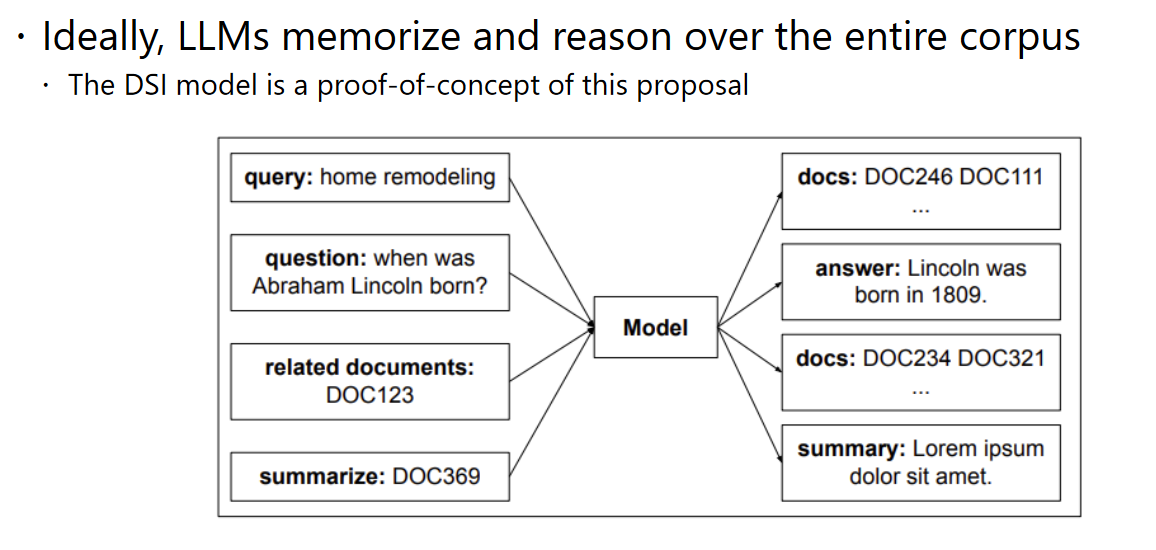 · Ideally, LLMs memorize and reason over the entire corpus
· The DSI model is a proof-of-concept of this proposal
query: home remodeling
question: when was
Abraham Lincoln born?
related documents:
DOC123
summarize: DOC369
Model
docs: DOC246 DOC111
...
answer: Lincoln was
born in 1809.
docs: DOC234 DOC321
...
summary: Lorem ipsum
dolor sit amet.